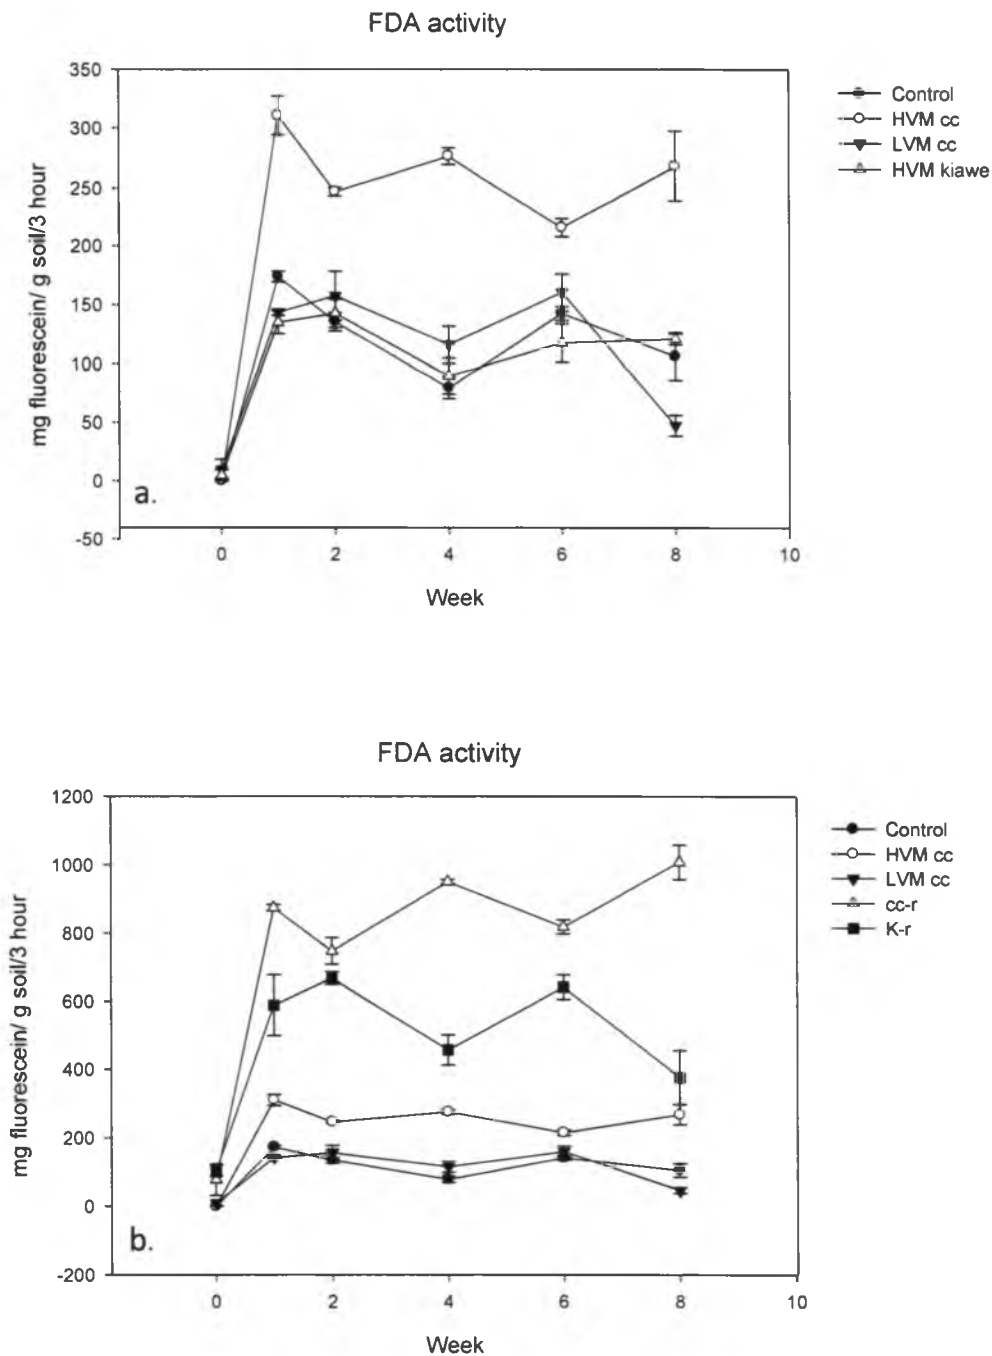 FDA activity
350
300
250
200
150
100
50
0
-50
mg fluorescein/ g soil/3 hour
a.
0 2 4 6 8 10
Week
Control
HVM cc
LVM cc
HVM kiawe
FDA activity
1200
1000
800
600
400
200
0
-200
mg fluorescein/ g soil/3 hour
b.
0 2 4 6 8 10
Week
Control
HVM cc
LVM cc
cc-r
K-r